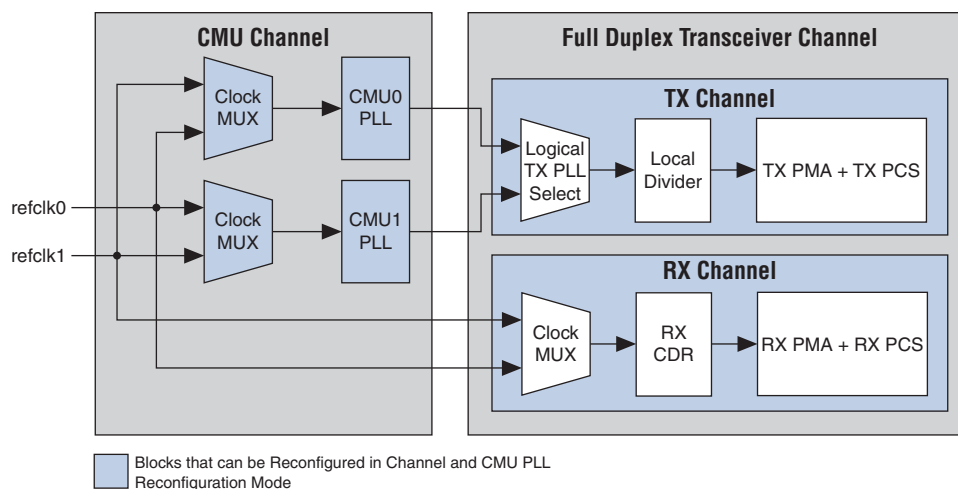 CMU Channel
Full Duplex Transceiver Channel
Clock
MUX
CMU0
PLL
TX Channel
Logical
TX PLL
Select
Local
Divider
TX PMA + TX PCS
refclk0
refclk1
Clock
MUX
CMU1
PLL
RX Channel
Clock
MUX
RX
CDR
RX PMA + RX PCS
Blocks that can be Reconfigured in Channel and CMU PLL
Reconfiguration Mode